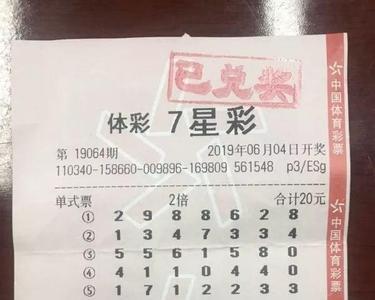 已兑奖
体彩 7星彩
第 19064期 2019年06月04日开奖
110340-158660-009896-169809 561548 p3/ESg
单式票 2倍 合计20元
① 2 9 8 8 6 2 8
② 1 3 4 7 3 3 4
③ 5 5 6 1 5 8 0
④ 4 1 1 0 4 0 4
⑤ 1 7 1 2 2 3 3
中国体育彩票
中国体育彩票